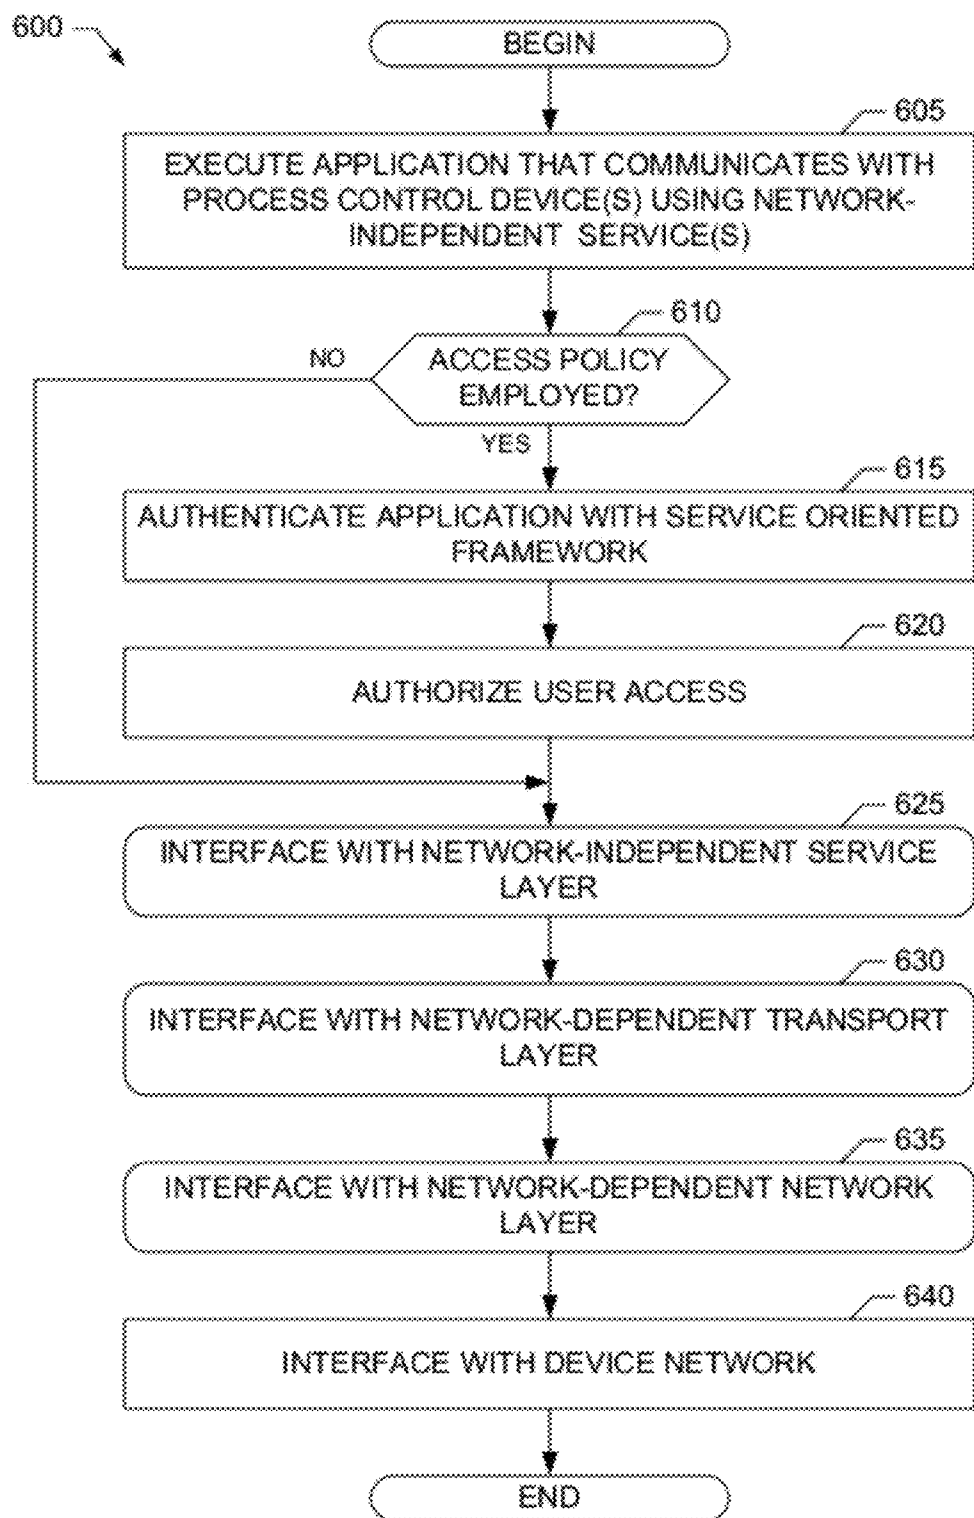 600
BEGIN
605
EXECUTE APPLICATION THAT COMMUNICATES WITH
PROCESS CONTROL DEVICE(S) USING NETWORK-
INDEPENDENT SERVICE(S)
610
NO
ACCESS POLICY
EMPLOYED?
YES
615
AUTHENTICATE APPLICATION WITH SERVICE ORIENTED
FRAMEWORK
620
AUTHORIZE USER ACCESS
625
INTERFACE WITH NETWORK-INDEPENDENT SERVICE
LAYER
630
INTERFACE WITH NETWORK-DEPENDENT TRANSPORT
LAYER
635
INTERFACE WITH NETWORK-DEPENDENT NETWORK
LAYER
640
INTERFACE WITH DEVICE NETWORK
END